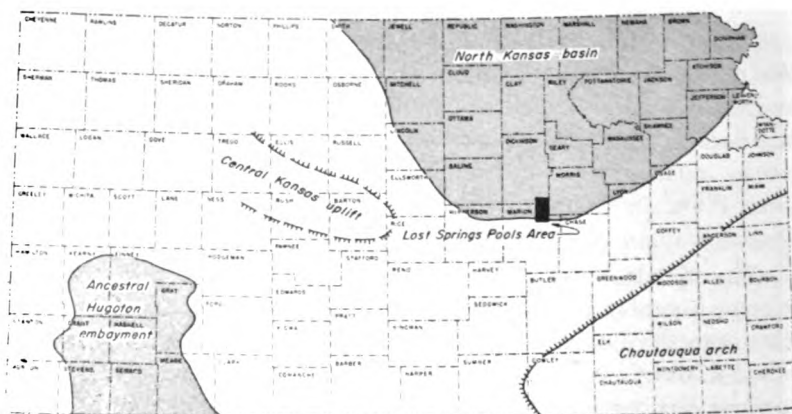 CHEYENNE RAWLINS DECATUR NORTON PHILLIPS SMITH JEWELL REPUBLIC WASHINGTON MARSHALL NEMAHA BROWN
DONIPHAN
North Kansas basin
ATCHISON
SHERMAN THOMAS SHERIDAN GRAHAM ROOKS OSBORNE MITCHELL CLOUD CLAY RILEY POTTAWATOMIE JACKSON
JEFFERSON LEAVENWORTH
WYANDOTTE
LINCOLN OTTAWA
WALLACE LOGAN GOVE TREGO ELLIS RUSSELL DICKINSON GEARY WABAUNSEE SHAWNEE
DOUGLAS JOHNSON
Central Kansas uplift
ELLSWORTH SALINE MORRIS LYON OSAGE
FRANKLIN MIAMI
GREELEY WICHITA SCOTT LANE NESS RUSH BARTON
RICE MCPHERSON MARION CHASE
Lost Springs Pools Area
COFFEY ANDERSON LINN
HAMILTON KEARNY FINNEY HODGEMAN PAWNEE STAFFORD
RENO HARVEY BUTLER GREENWOOD WOODSON ALLEN BOURBON
Ancestral
Hugoton
embayment
GRAY FORD EDWARDS
SEDGWICK
STANTON GRANT HASKELL PRATT KINGMAN
ELK WILSON NEOSHO CRAWFORD
Chautauqua arch
MORTON STEVENS SEWARD MEADE CLARK COMANCHE BARBER HARPER SUMNER COWLEY
CHAUTAUQUA MONTGOMERY LABETTE CHEROKEE